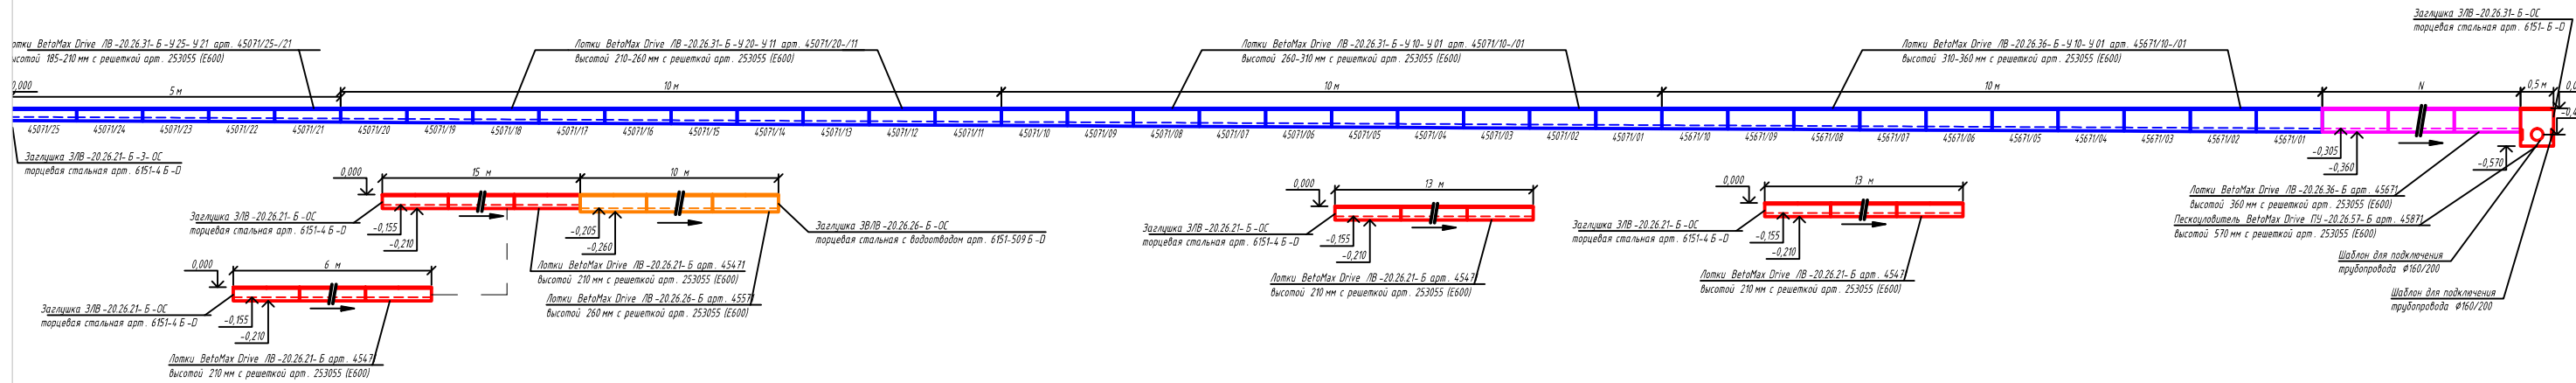 Заглушка ЗЛВ -20.26.31- Б -ОС
торцевая стальная арт. 6151- Б -D
Лотки BetoMax Drive ЛВ -20.26.31- Б -У 20- У 11 арт. 45071/20-/11
высотой 210-260 мм с решеткой арт. 253055 (Е600)
Лотки BetoMax Drive ЛВ -20.26.31- Б -У 10- У 01 арт. 45071/10-/01
высотой 260-310 мм с решеткой арт. 253055 (Е600)
Лотки BetoMax Drive ЛВ -20.26.36- Б -У 10- У 01 арт. 45671/10-/01
высотой 310-360 мм с решеткой арт. 253055 (Е600)
BetoMax Drive ЛВ -20.26.31- Б -У 25- У 21 арт. 45071/25-/21
185-210 мм с решеткой арт. 253055 (Е600)
5 м
10 м
10 м
10 м
N
0,5 м
45071/25 45071/24 45071/23 45071/22 45071/21 45071/20 45071/19 45071/18 45071/17 45071/16 45071/15 45071/14 45071/13 45071/12 45071/11 45071/10 45071/09 45071/08 45071/07 45071/06 45071/05 45071/04 45071/03 45071/02 45071/01 45671/10 45671/09 45671/08 45671/07 45671/06 45671/05 45671/04 45671/03 45671/02 45671/01
-0,305
-0,360
-0,570
Заглушка ЗЛВ -20.26.21- Б -3- ОС
торцевая стальная арт. 6151-4 Б -D
0,000
15 м
10 м
Заглушка ЗЛВ -20.26.21- Б -ОС
торцевая стальная арт. 6151-4 Б -D
-0,155
-0,210
-0,205
-0,260
Заглушка ЗВЛВ -20.26.26- Б -ОС
торцевая стальная с водоотводом арт. 6151-509 Б -D
Лотки BetoMax Drive ЛВ -20.26.21- Б арт. 45471
высотой 210 мм с решеткой арт. 253055 (Е600)
Лотки BetoMax Drive ЛВ -20.26.26- Б арт. 4557
высотой 260 мм с решеткой арт. 253055 (Е600)
0,000
6 м
Заглушка ЗЛВ -20.26.21- Б -ОС
торцевая стальная арт. 6151-4 Б -D
-0,155
-0,210
Лотки BetoMax Drive ЛВ -20.26.21- Б арт. 4547
высотой 210 мм с решеткой арт. 253055 (Е600)
0,000
13 м
Заглушка ЗЛВ -20.26.21- Б -ОС
торцевая стальная арт. 6151-4 Б -D
-0,155
-0,210
Лотки BetoMax Drive ЛВ -20.26.21- Б арт. 4547
высотой 210 мм с решеткой арт. 253055 (Е600)
0,000
13 м
Заглушка ЗЛВ -20.26.21- Б -ОС
торцевая стальная арт. 6151-4 Б -D
-0,155
-0,210
Лотки BetoMax Drive ЛВ -20.26.21- Б арт. 4547
высотой 210 мм с решеткой арт. 253055 (Е600)
Лотки BetoMax Drive ЛВ -20.26.36- Б арт. 45671
высотой 360 мм с решеткой арт. 253055 (Е600)
Пескоуловитель BetoMax Drive ПУ -20.26.57- Б арт. 45871
высотой 570 мм с решеткой арт. 253055 (Е600)
Шаблон для подключения
трубопровода Ф160/200
Шаблон для подключения
трубопровода Ф160/200